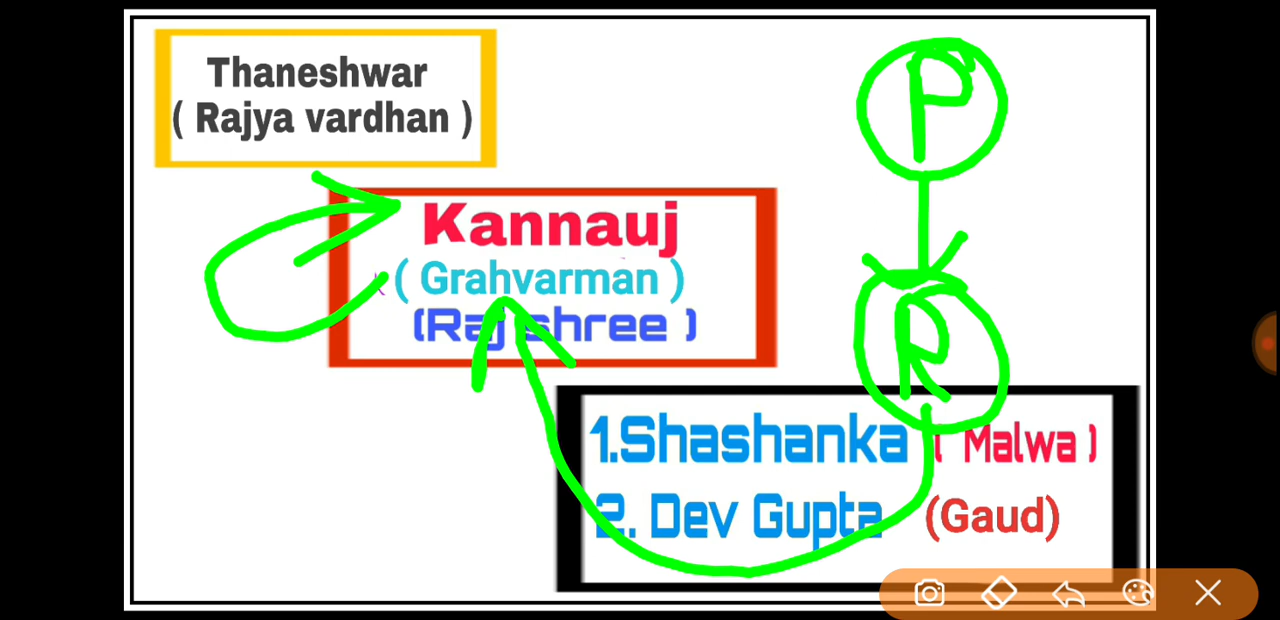 Thaneshwar
( Rajya vardhan )
P
Kannauj
( Grahvarman )
(Rajshree )
R
1.Shashanka ( Malwa )
2. Dev Gupta (Gaud)